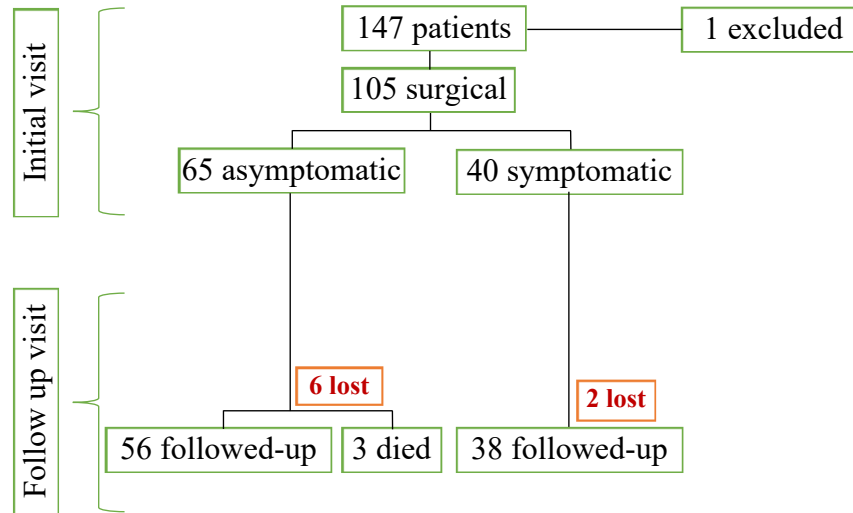 Initial visit
147 patients
1 excluded
105 surgical
65 asymptomatic
40 symptomatic
Follow up visit
6 lost
2 lost
56 followed-up
3 died
38 followed-up